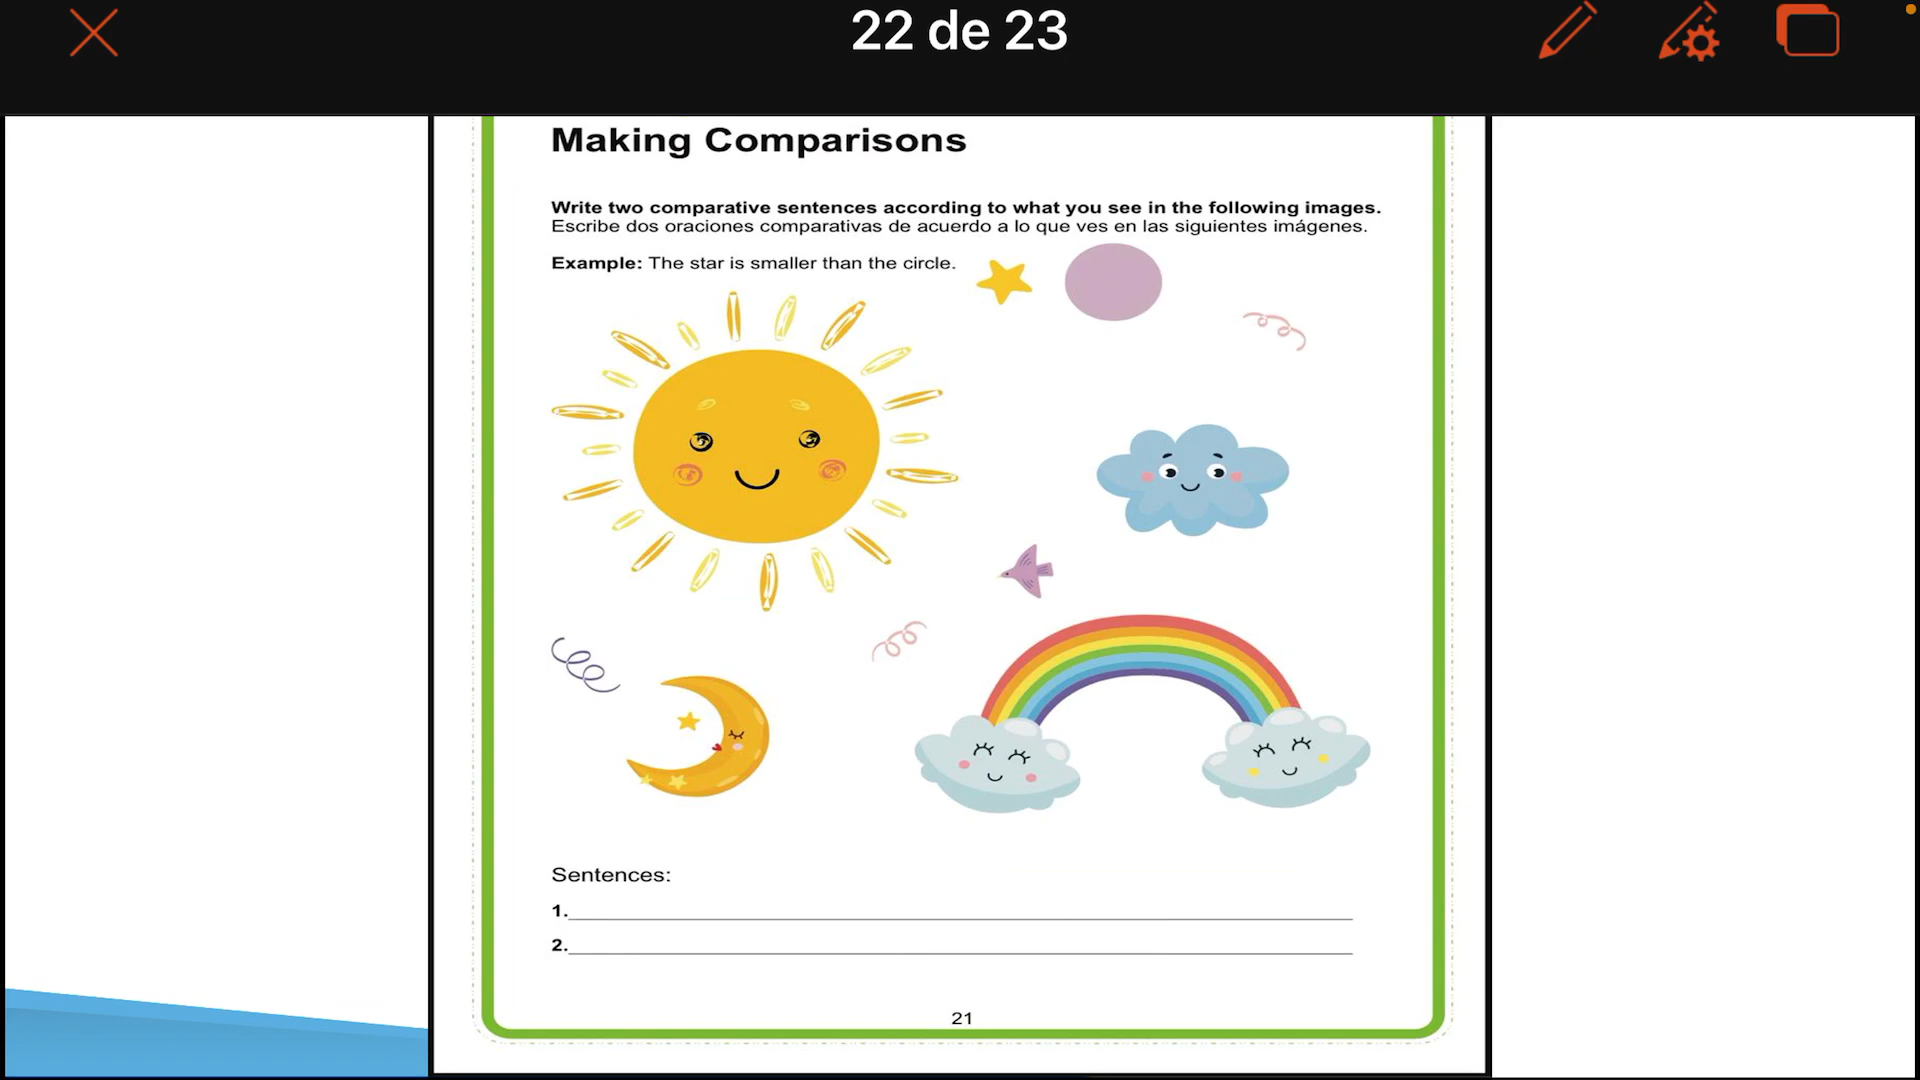 22 de 23
Making Comparisons
Write two comparative sentences according to what you see in the following images.
Escribe dos oraciones comparativas de acuerdo a lo que ves en las siguientes imágenes.
Example: The star is smaller than the circle.
Sentences:
1.
2.
21